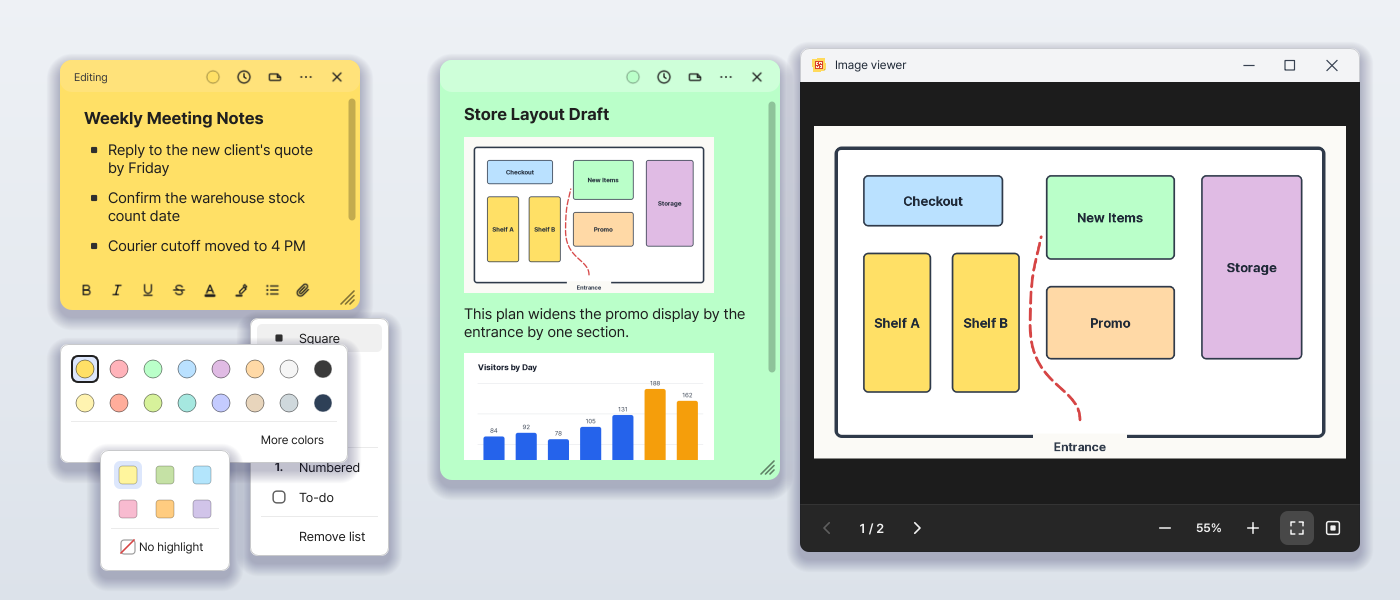 Editing
Weekly Meeting Notes
Reply to the new client's quote
by Friday
Confirm the warehouse stock
count date
Courier cutoff moved to 4 PM
B I U S A
Square
More colors
1. Numbered
To-do
Remove list
No highlight
Store Layout Draft
Checkout
New Items
Storage
Shelf A
Shelf B
Promo
Entrance
This plan widens the promo display by the
entrance by one section.
Visitors by Day
84
92
78
105
131
188
162
Image viewer
Checkout
New Items
Storage
Shelf A
Shelf B
Promo
Entrance
1 / 2
55%